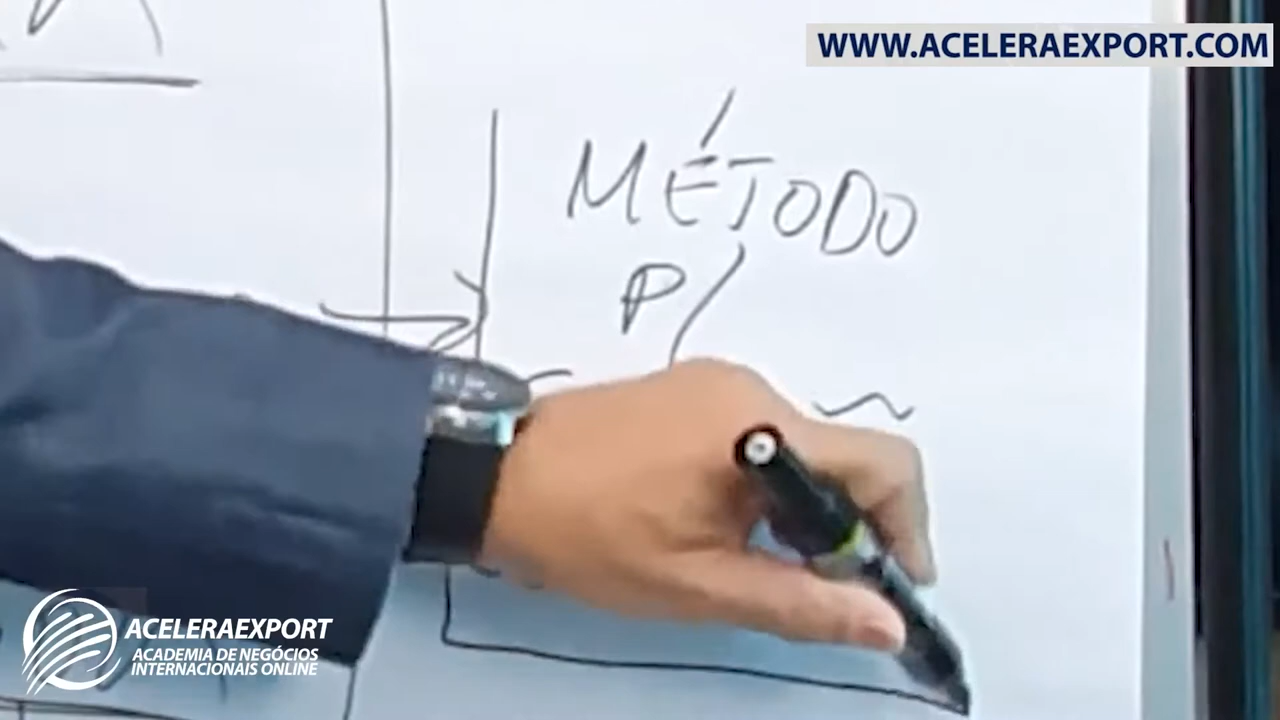 WWW.ACELERAEXPORT.COM
MÉTODO
P/
ACELERAEXPORT
ACADEMIA DE NEGÓCIOS
INTERNACIONAIS ONLINE